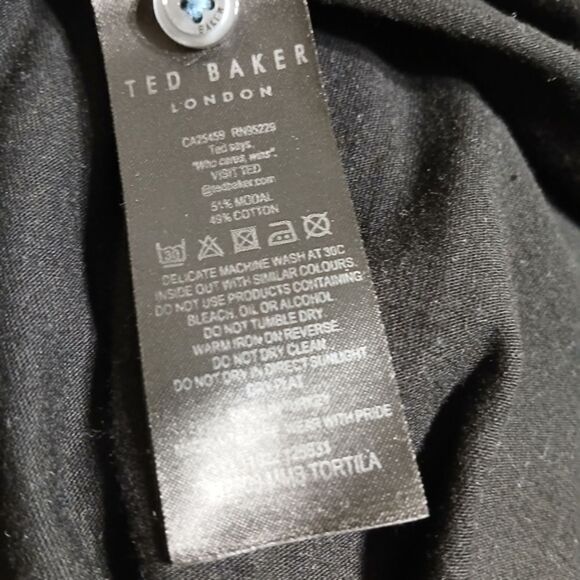 BAKER
TED BAKER
LONDON
CA25459 RN95229
Ted says,
"Who cares, wins".
VISIT TED
@tedbaker.com
51% MODAL
49% COTTON
30
DELICATE MACHINE WASH AT 30C
INSIDE OUT WITH SIMILAR COLOURS.
DO NOT USE PRODUCTS CONTAINING
BLEACH, OIL OR ALCOHOL
DO NOT TUMBLE DRY
WARM IRON ON REVERSE.
DO NOT DRY CLEAN
DO NOT DRY IN DIRECT SUNLIGHT
DRY FLAT
WEAR WITH PRIDE
TORTILA